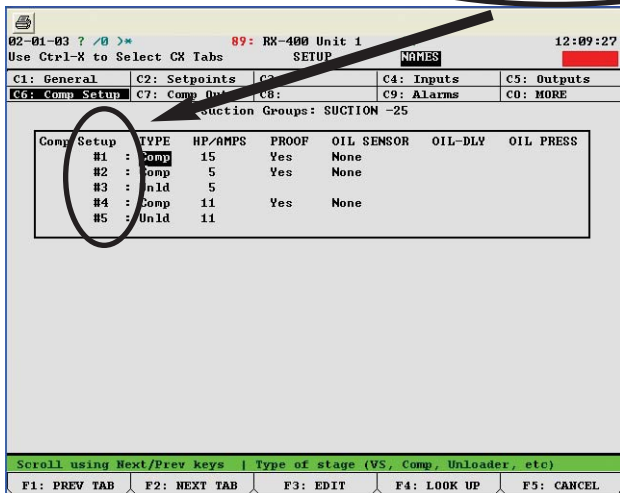 02-01-03 ? /0 >* 89: RX-400 Unit 1 12:09:27
Use Ctrl-X to Select CX Tabs SETUP NAMES
C1: General C2: Setpoints C3: C4: Inputs C5: Outputs
C6: Comp Setup C7: Comp Out C8: C9: Alarms C0: MORE
Suction Groups: SUCTION -25
Comp Setup TYPE HP/AMPS PROOF OIL SENSOR OIL-DLY OIL PRESS
#1 : Comp 15 Yes None
#2 : Comp 5 Yes None
#3 : Unld 5
#4 : Comp 11 Yes None
#5 : Unld 11
Scroll using Next/Prev keys | Type of stage (VS, Comp, Unloader, etc)
F1: PREV TAB F2: NEXT TAB F3: EDIT F4: LOOK UP F5: CANCEL